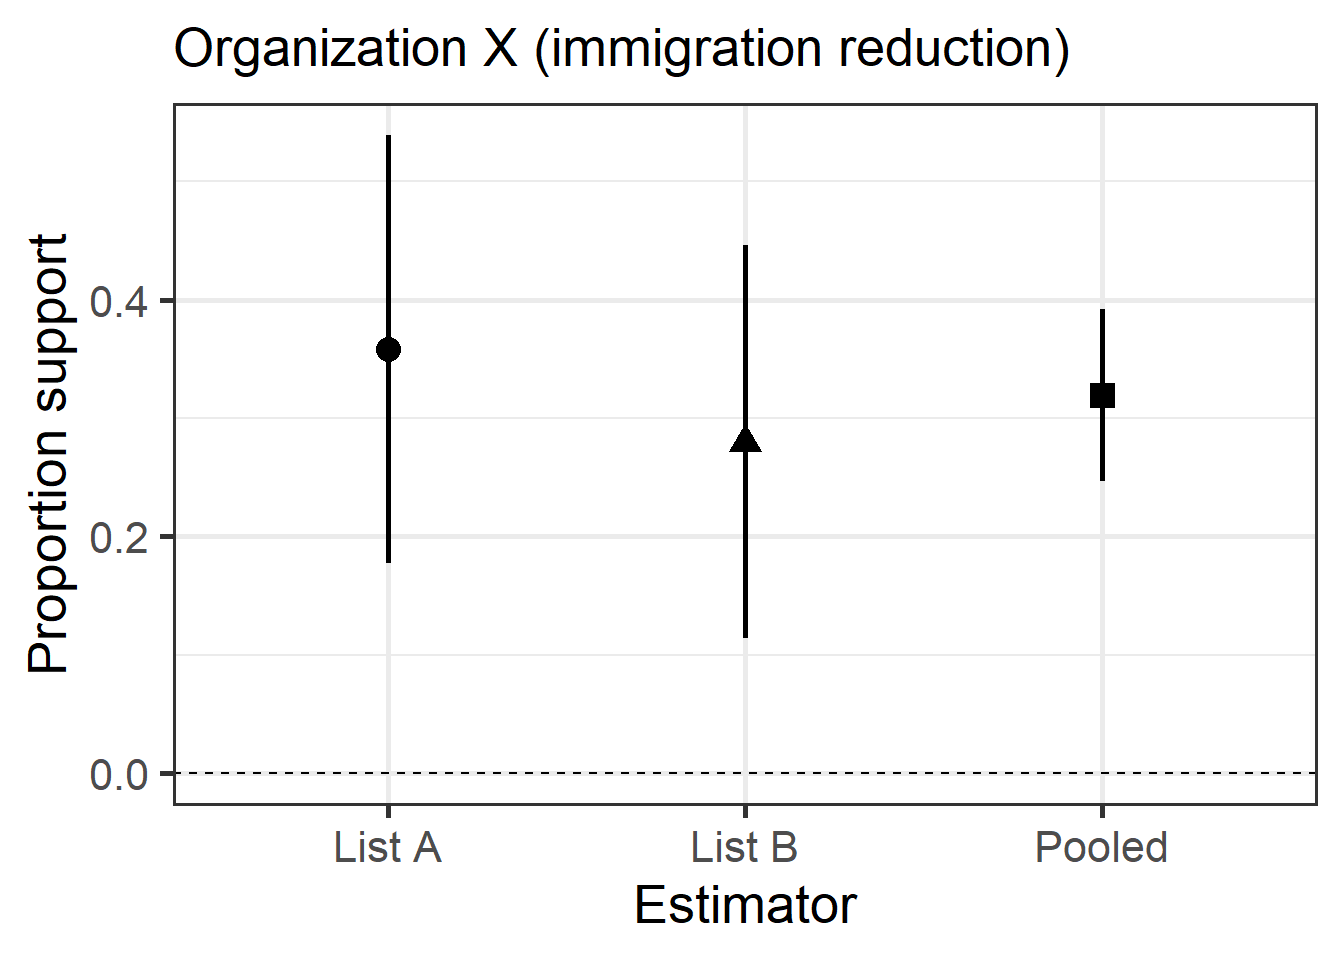 Organization X (immigration reduction)
Proportion support
0.4
0.2
0.0
List A
List B
Pooled
Estimator